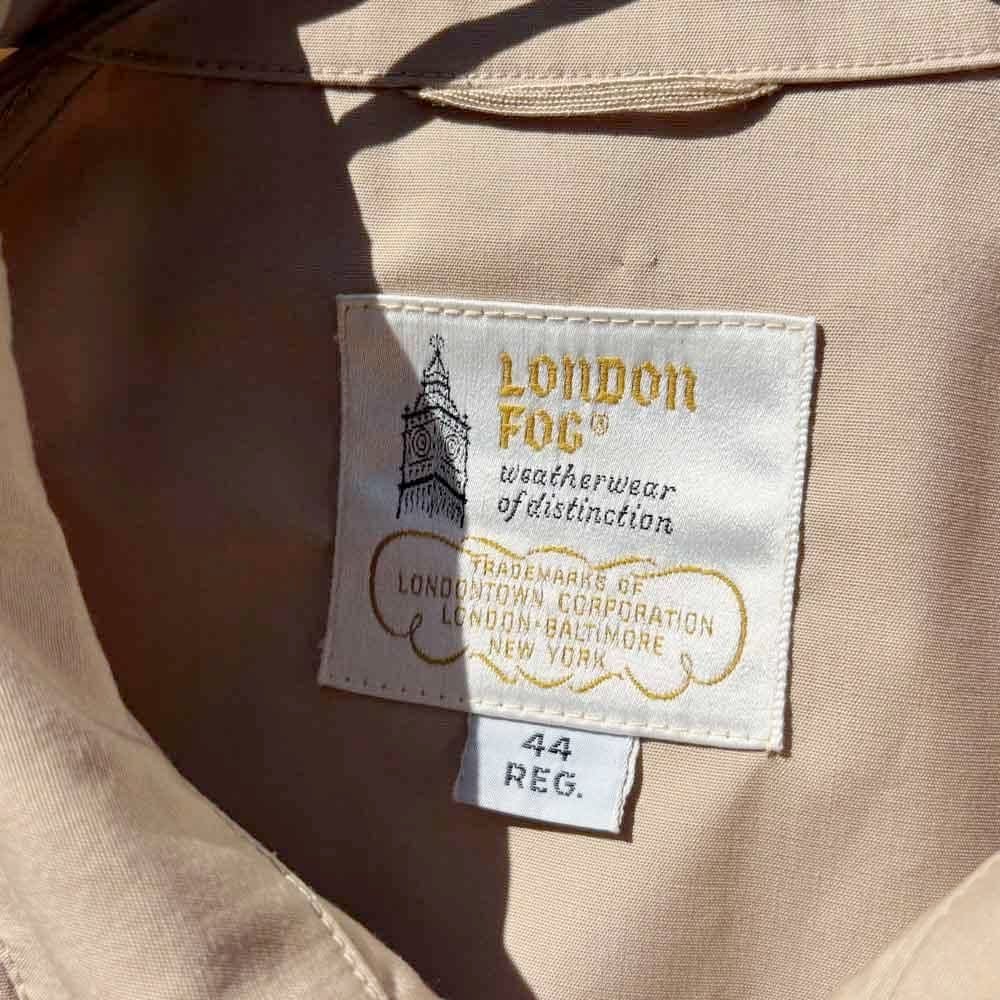 LONDON
FOG®
weatherwear
of distinction
TRADEMARKS OF
LONDONTOWN CORPORATION
LONDON·BALTIMORE
NEW YORK
44
REG.